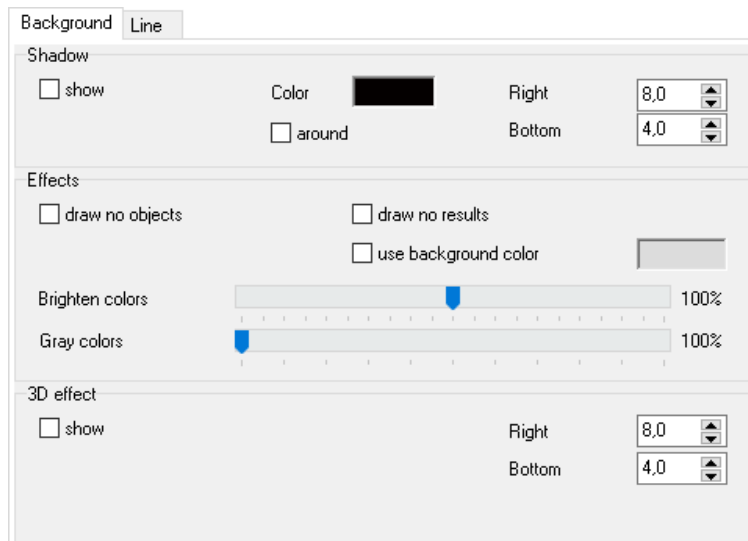 Background Line
Shadow
show Color Right 8,0
around Bottom 4,0
Effects
draw no objects draw no results
use background color
Brighten colors 100%
Gray colors 100%
3D effect
show Right 8,0
Bottom 4,0